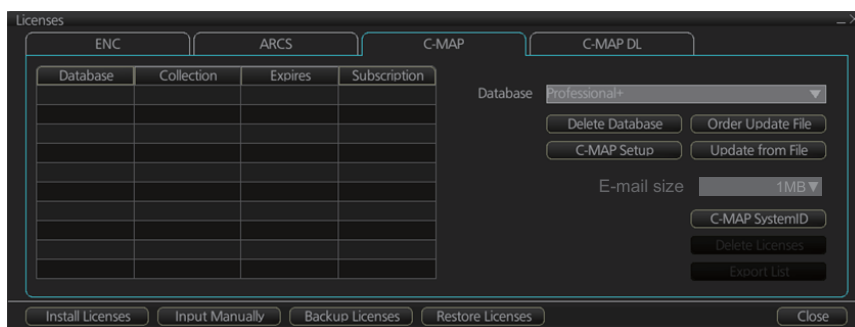 Licenses
ENC ARCS C-MAP C-MAP DL
Database Collection Expires Subscription
Database Professional+
Delete Database Order Update File
C-MAP Setup Update from File
E-mail size 1MB
C-MAP SystemID
Delete Licenses
Export List
Install Licenses Input Manually Backup Licenses Restore Licenses Close